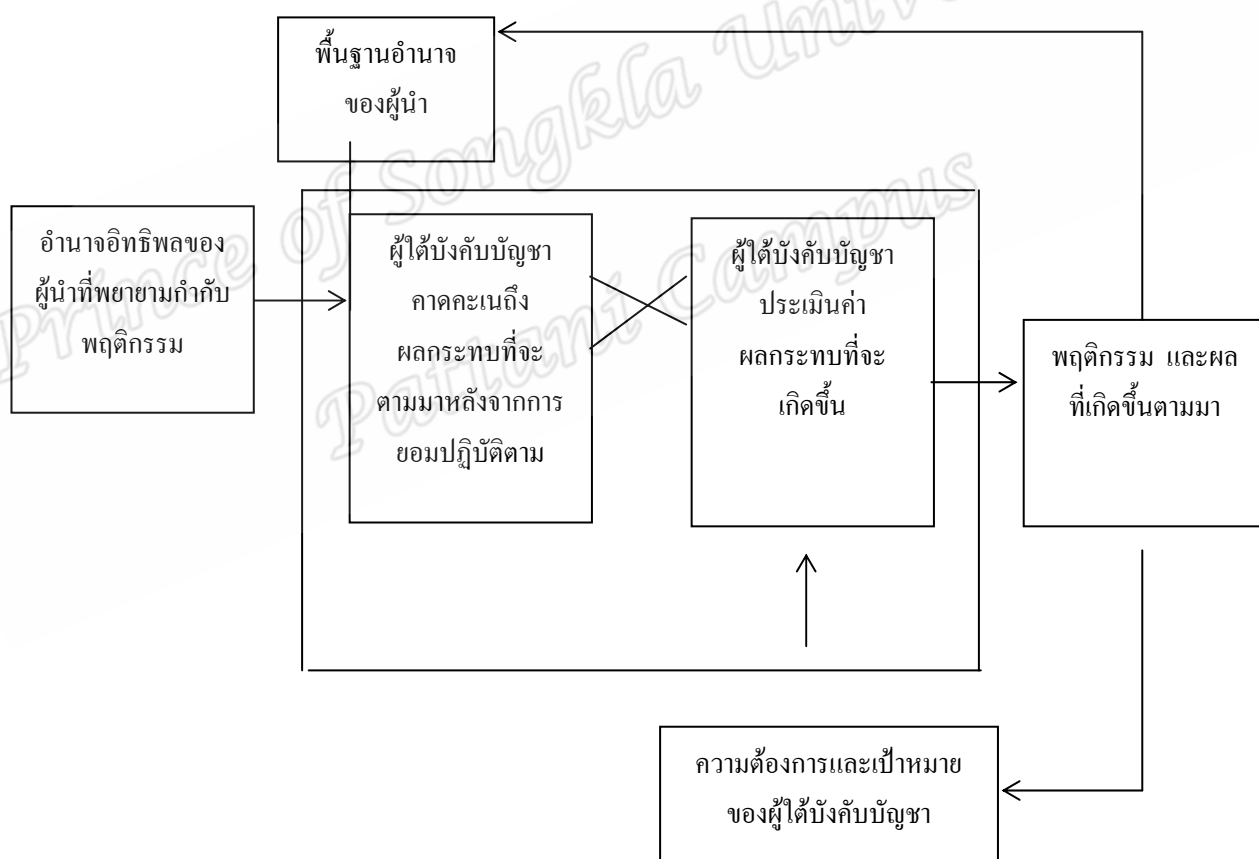 พื้นฐานอำนาจ
ของผู้นำ
อำนาจอิทธิพลของ
ผู้นำที่พยายามกำกับ
พฤติกรรม
ผู้ใต้บังคับบัญชา
คาดคะเนถึง
ผลกระทบที่จะ
ตามมาหลังจากการ
ยอมปฏิบัติตาม
ผู้ใต้บังคับบัญชา
ประเมินค่า
ผลกระทบที่จะ
เกิดขึ้น
พฤติกรรม และผล
ที่เกิดขึ้นตามมา
ความต้องการและเป้าหมาย
ของผู้ใต้บังคับบัญชา
Prince of Songkla Unive
Pattani Campus